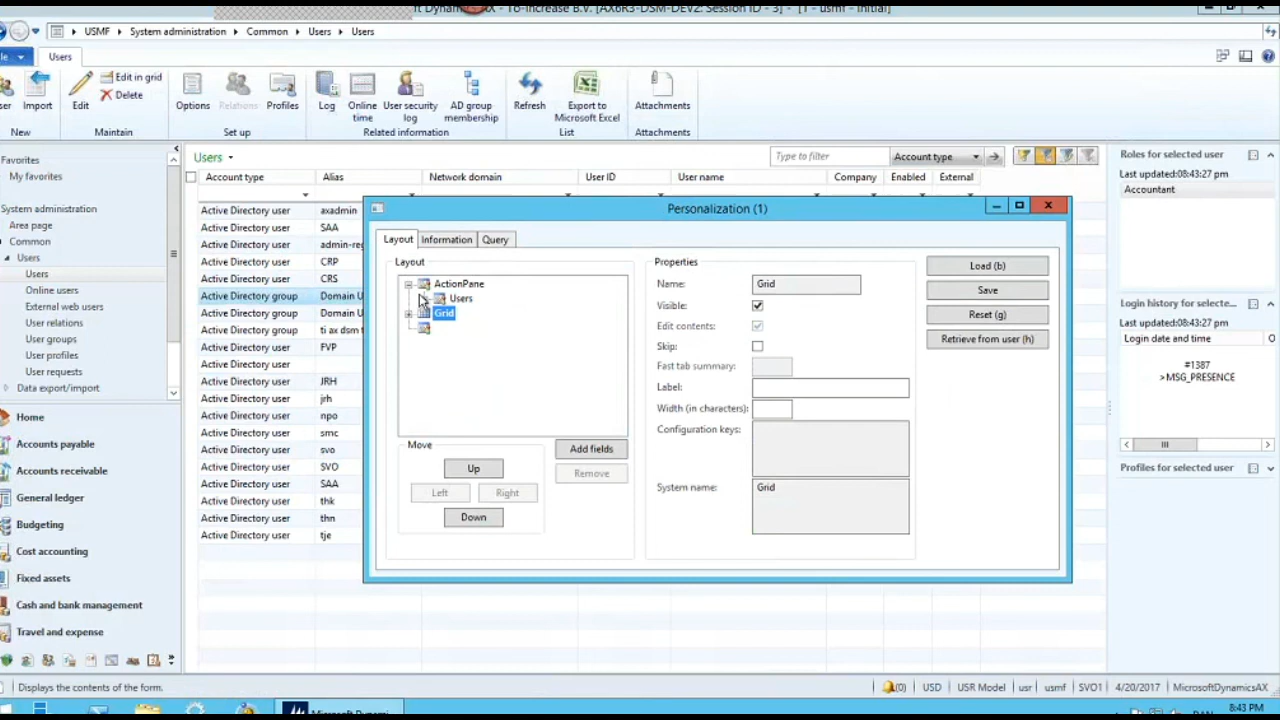 ft Dynamics AX - To-Increase B.V. [AX6R3-DSM-DEV2: Session ID - 3] - [1 - usmf - initial]
USMF System administration Common Users Users
Users
Import Edit Edit in grid Delete Options Relations Profiles Log Online time User security log AD group membership Refresh Export to Microsoft Excel Attachments
New Maintain Set up Related information List Attachments
Favorites
My favorites
System administration
Area page
Common
Users
Users
Online users
External web users
User relations
User groups
User profiles
User requests
Data export/import
Home
Accounts payable
Accounts receivable
General ledger
Budgeting
Cost accounting
Fixed assets
Cash and bank management
Travel and expense
Users
Type to filter Account type
Account type Alias Network domain User ID User name Company Enabled External
Active Directory user axadmin
Active Directory user SAA
Active Directory user admin-reg
Active Directory user CRP
Active Directory user CRS
Active Directory group Domain U
Active Directory group Domain U
Active Directory group ti ax dsm t
Active Directory user FVP
Active Directory user
Active Directory user JRH
Active Directory user jrh
Active Directory user npo
Active Directory user smc
Active Directory user svo
Active Directory user SVO
Active Directory user SAA
Active Directory user thk
Active Directory user thn
Active Directory user tje
Personalization (1)
Layout Information Query
Layout
ActionPane
Users
Grid
Move
Up
Left Right
Down
Add fields
Remove
Properties
Name: Grid
Visible:
Edit contents:
Skip:
Fast tab summary:
Label:
Width (in characters):
Configuration keys:
System name: Grid
Load (b)
Save
Reset (g)
Retrieve from user (h)
Roles for selected user
Last updated:08:43:27 pm
Accountant
Login history for selecte...
Last updated:08:43:27 pm
Login date and time
#1387
>MSG_PRESENCE
Profiles for selected user
Displays the contents of the form.
(0) USD USR Model usr usmf SVO1 4/20/2017 MicrosoftDynamicsAX
Microsoft Dynami...
8:43 PM